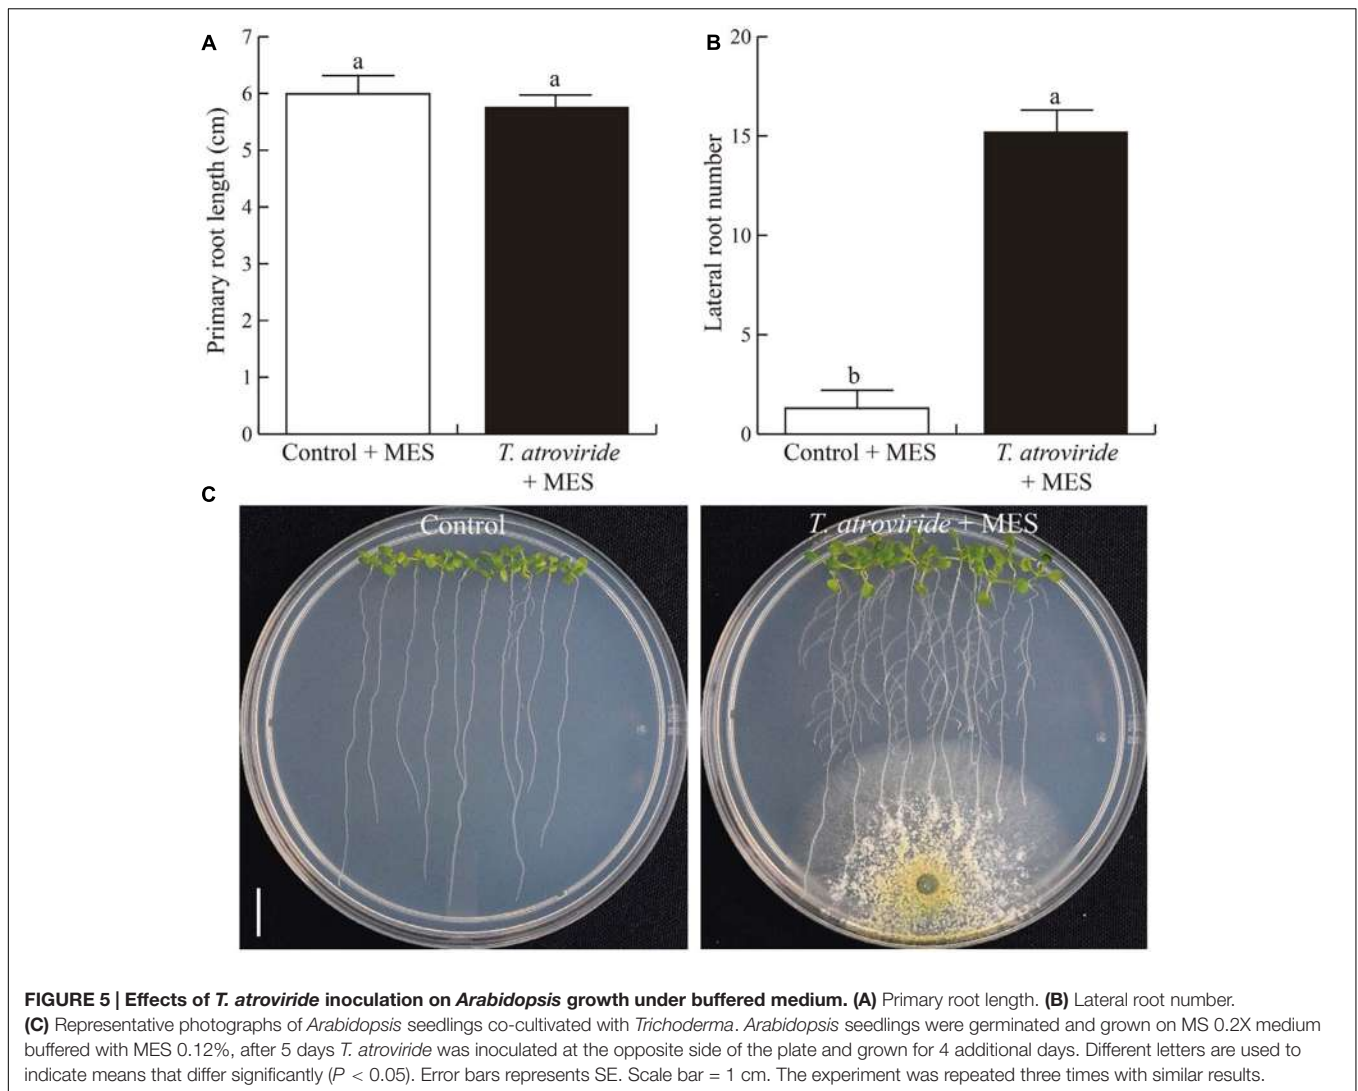 A
7
6
5
4
3
2
1
0
Primary root length (cm)
a
a
Control + MES
T. atroviride
+ MES
B
20
15
10
5
0
Lateral root number
b
a
Control + MES
T. atroviride
+ MES
C
Control
T. atroviride + MES
FIGURE 5 | Effects of T. atroviride inoculation on Arabidopsis growth under buffered medium. (A) Primary root length. (B) Lateral root number.
(C) Representative photographs of Arabidopsis seedlings co-cultivated with Trichoderma. Arabidopsis seedlings were germinated and grown on MS 0.2X medium
buffered with MES 0.12%, after 5 days T. atroviride was inoculated at the opposite side of the plate and grown for 4 additional days. Different letters are used to
indicate means that differ significantly (P < 0.05). Error bars represents SE. Scale bar = 1 cm. The experiment was repeated three times with similar results.